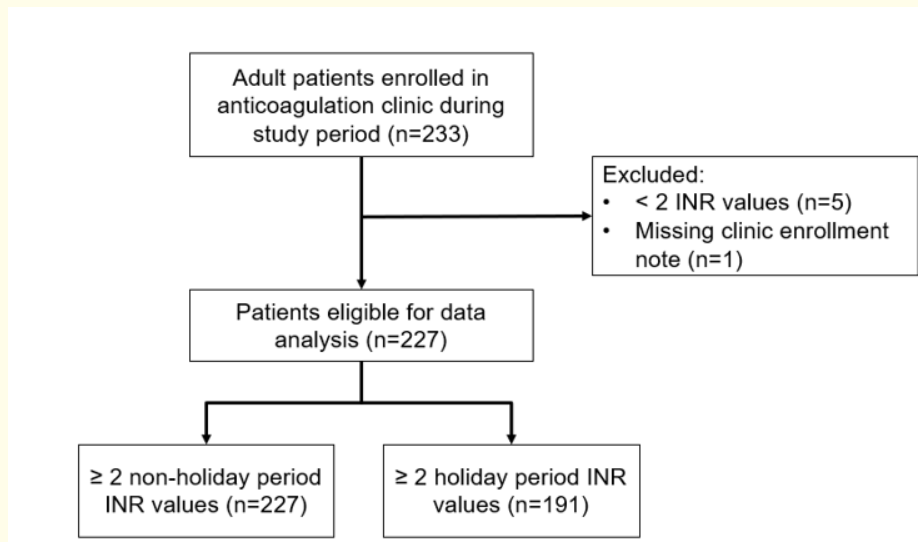 Adult patients enrolled in
anticoagulation clinic during
study period (n=233)
Excluded:
• < 2 INR values (n=5)
• Missing clinic enrollment
note (n=1)
Patients eligible for data
analysis (n=227)
≥ 2 non-holiday period
INR values (n=227)
≥ 2 holiday period INR
values (n=191)